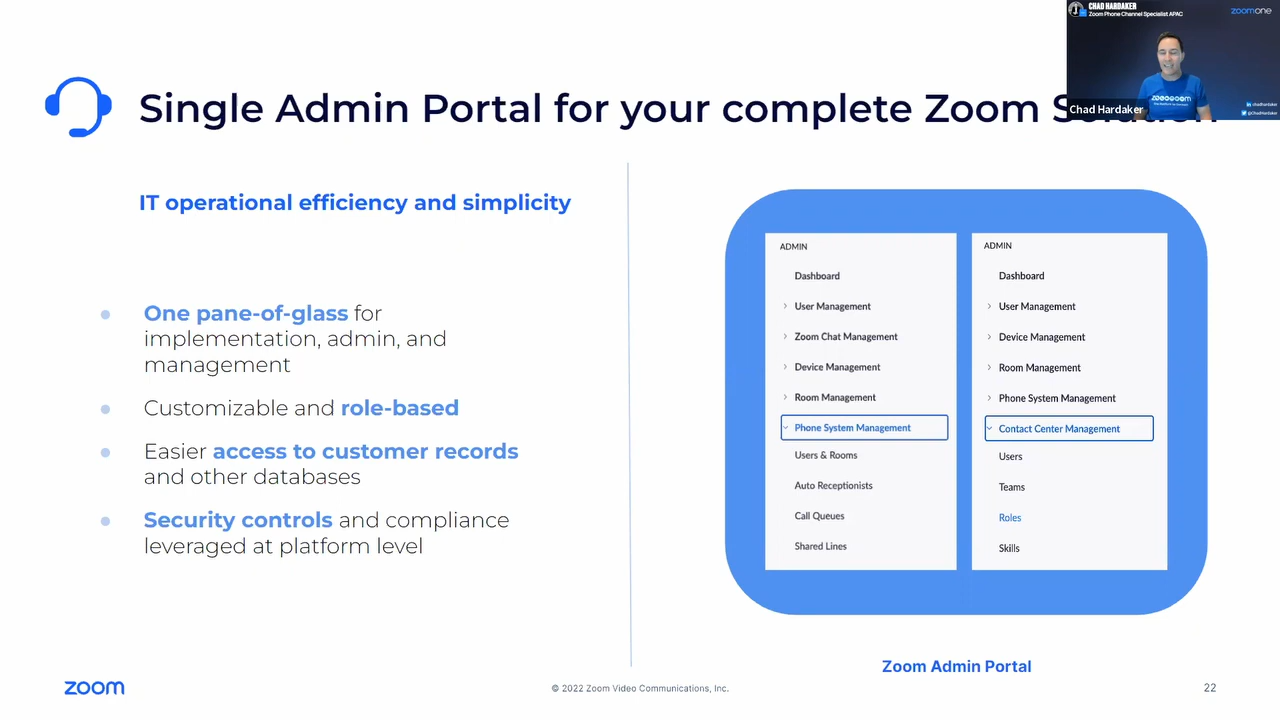 CHAD HARDAKER
Zoom Phone Channel Specialist APAC
zoomone
Single Admin Portal for your complete Zoom Solution
ZOOOOOOM
chadhardaker
@ChadHardaker
Chad Hardaker
IT operational efficiency and simplicity
One pane-of-glass for
implementation, admin, and
management
Customizable and role-based
Easier access to customer records
and other databases
Security controls and compliance
leveraged at platform level
ADMIN
Dashboard
User Management
Zoom Chat Management
Device Management
Room Management
Phone System Management
Users & Rooms
Auto Receptionists
Call Queues
Shared Lines
ADMIN
Dashboard
User Management
Device Management
Room Management
Phone System Management
Contact Center Management
Users
Teams
Roles
Skills
Zoom Admin Portal
zoom
© 2022 Zoom Video Communications, Inc.
22